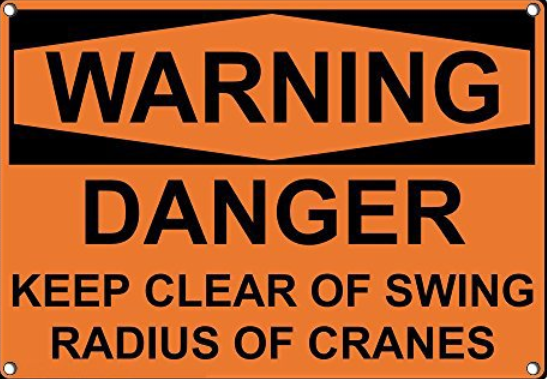 WARNING
DANGER
KEEP CLEAR OF SWING
RADIUS OF CRANES